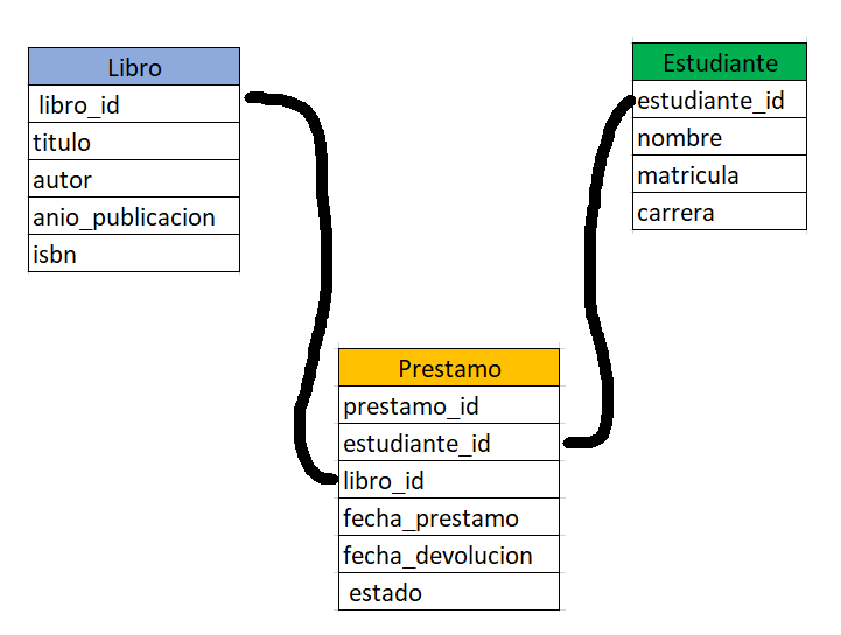 Libro
libro_id
titulo
autor
anio_publicacion
isbn
Estudiante
estudiante_id
nombre
matricula
carrera
Prestamo
prestamo_id
estudiante_id
libro_id
fecha_prestamo
fecha_devolucion
estado